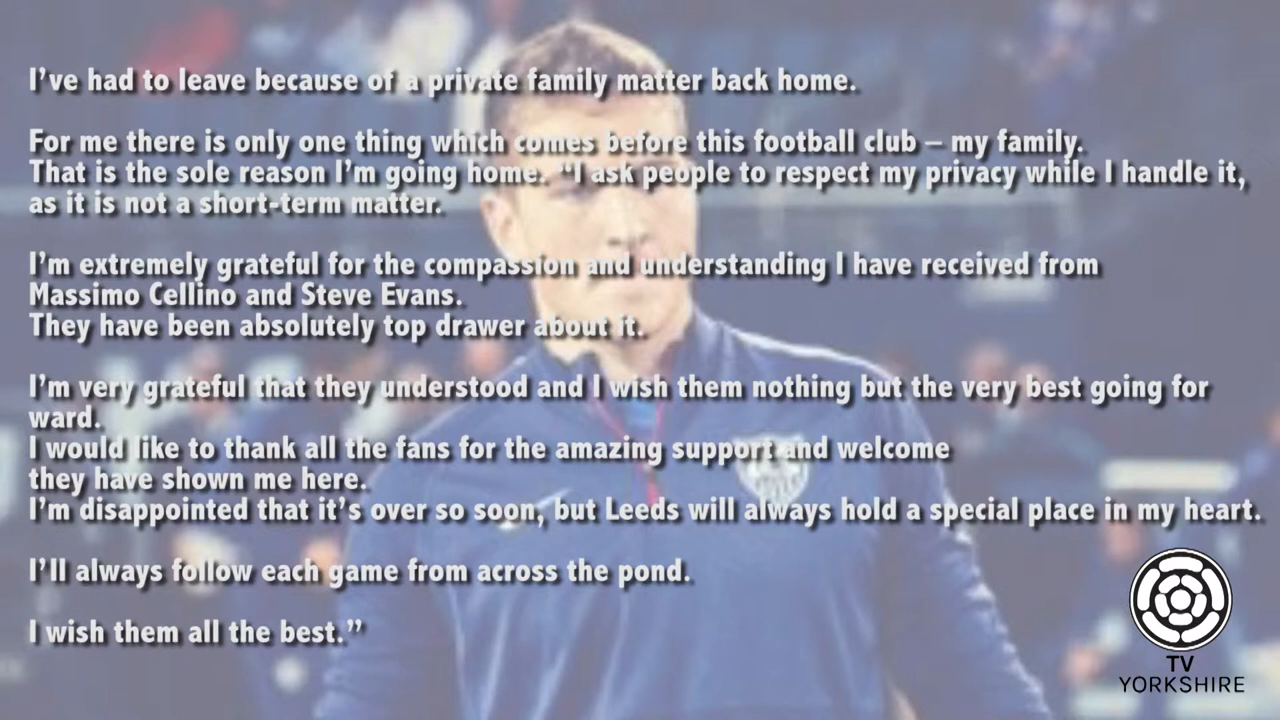 I've had to leave because of a private family matter back home.
For me there is only one thing which comes before this football club – my family.
That is the sole reason I'm going home. “I ask people to respect my privacy while I handle it,
as it is not a short-term matter.
I'm extremely grateful for the compassion and understanding I have received from
Massimo Cellino and Steve Evans.
They have been absolutely top drawer about it.
I'm very grateful that they understood and I wish them nothing but the very best going for
ward.
I would like to thank all the fans for the amazing support and welcome
they have shown me here.
I'm disappointed that it's over so soon, but Leeds will always hold a special place in my heart.
I'll always follow each game from across the pond.
I wish them all the best.”
TV
YORKSHIRE